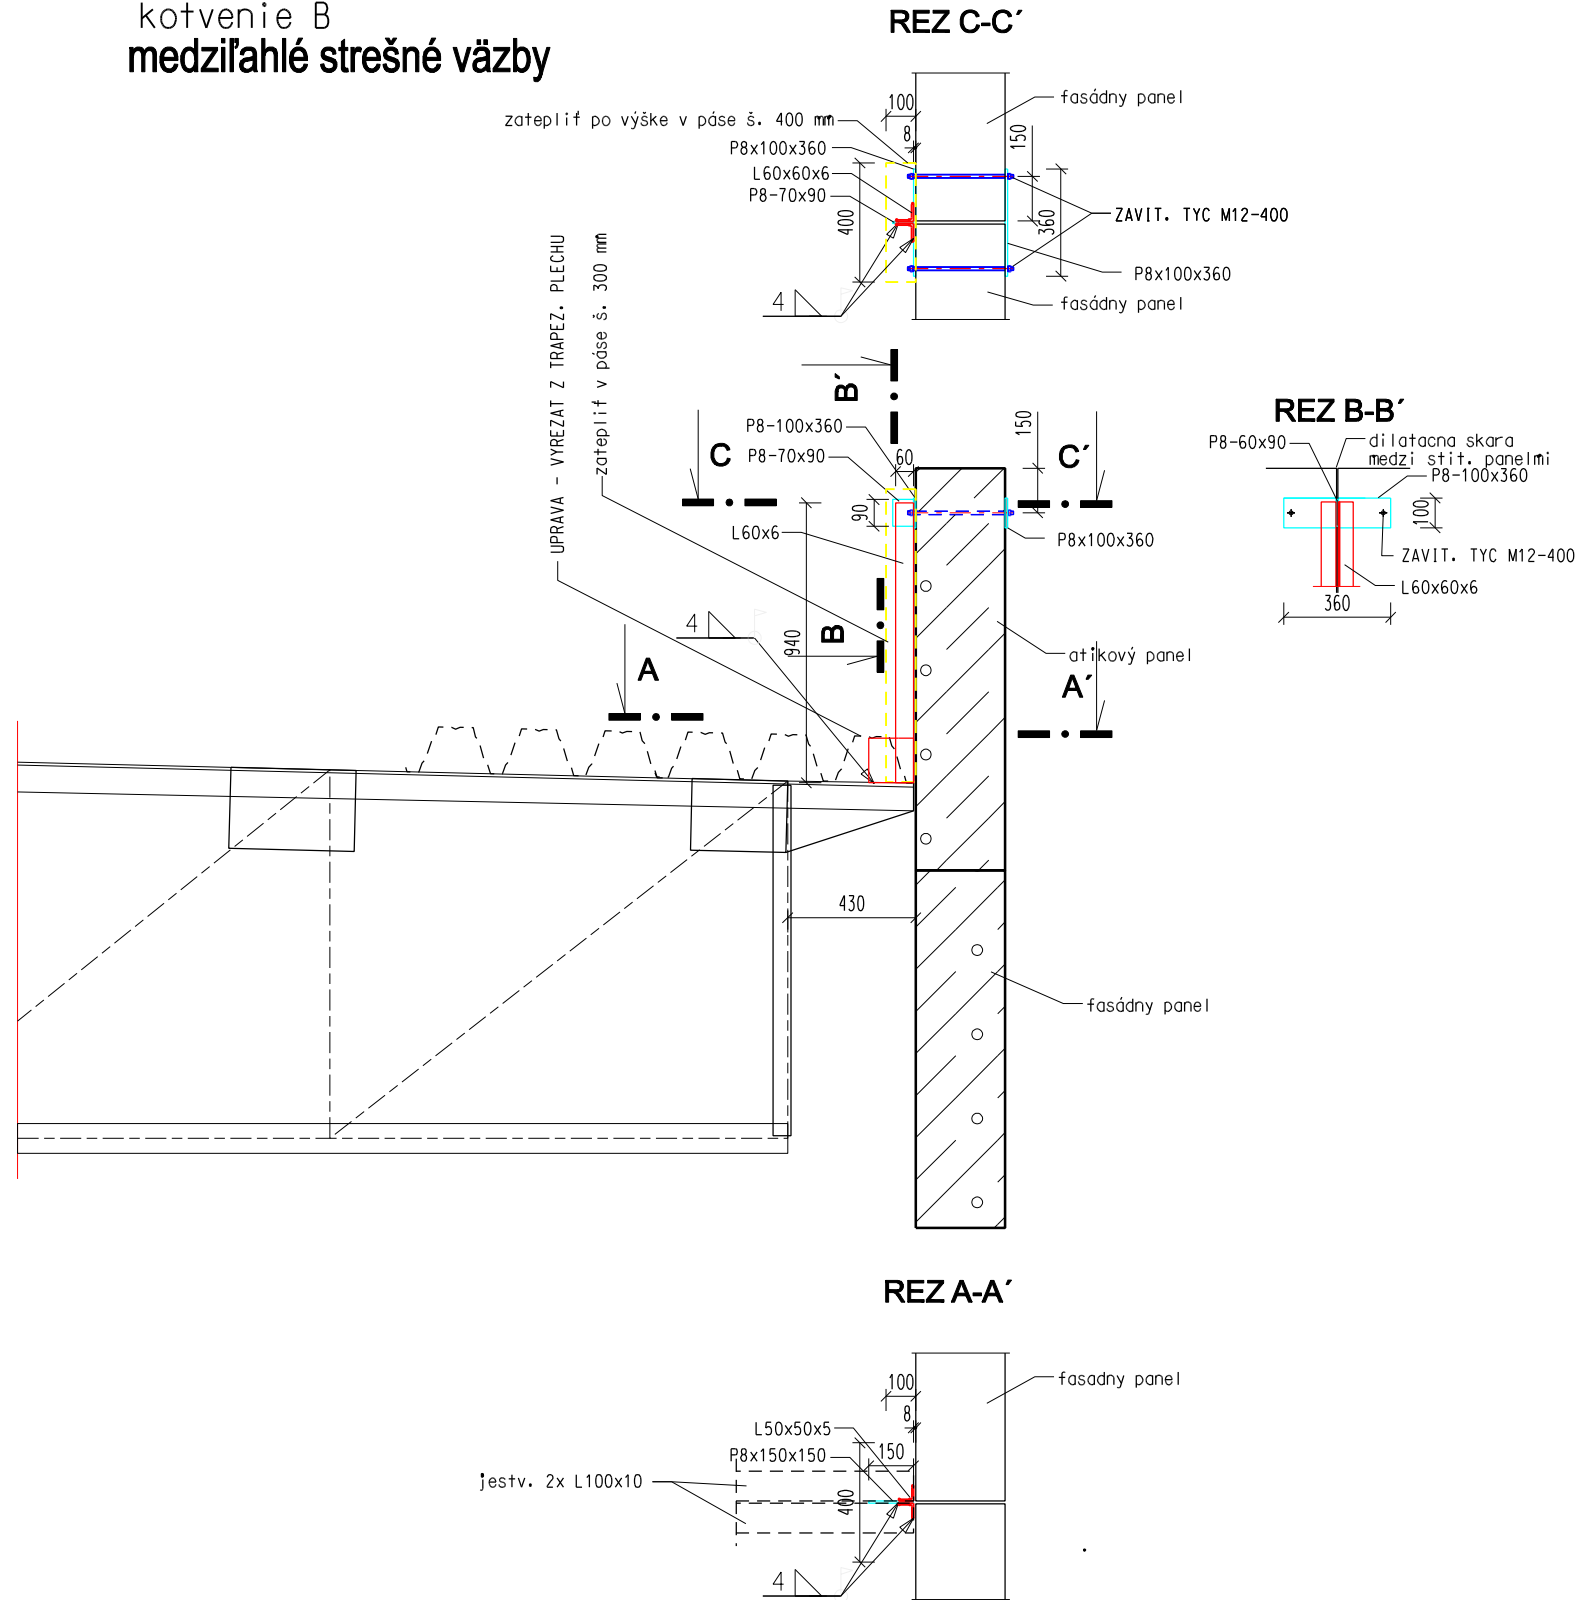 kotvenie B
medziľahlé strešné väzby
REZ C-C´
fasádny panel
100
zatepliť po výške v páse š. 400 mm
8
150
P8x100x360
L60x60x6
P8-70x90
400
360
ZAVIT. TYC M12-400
P8x100x360
fasádny panel
4
UPRAVA - VYREZAT Z TRAPEZ. PLECHU
zatepliť v páse š. 300 mm
B´
REZ B-B´
P8-100x360
150
C
60
C´
P8-70x90
P8-60x90
dilatacna skara
medzi stit. panelmi
P8-100x360
90
100
L60x6
P8x100x360
ZAVIT. TYC M12-400
L60x60x6
360
4
940
B
atikový panel
A
A´
430
fasádny panel
REZ A-A´
fasadny panel
100
8
L50x50x5
P8x150x150
150
jestv. 2x L100x10
400
4